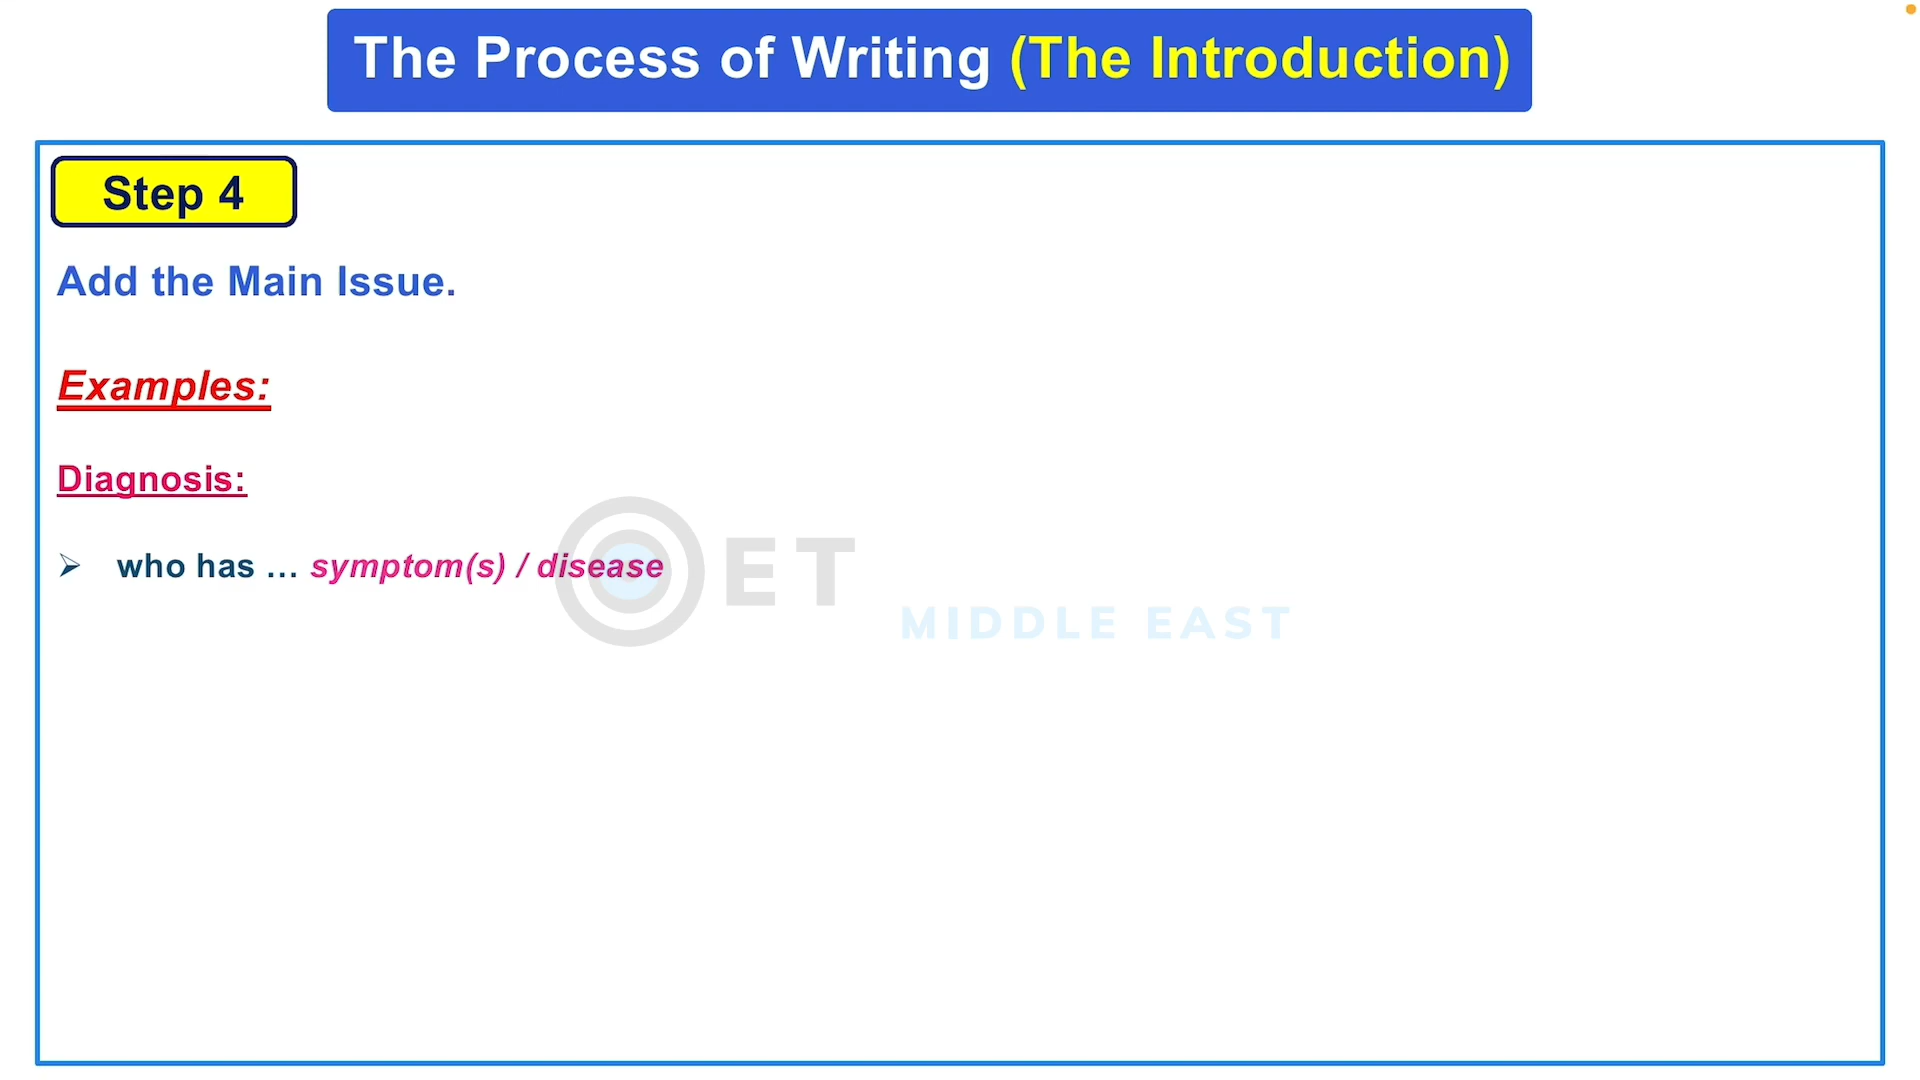 The Process of Writing (The Introduction)
Step 4
Add the Main Issue.
Examples:
Diagnosis:
➢ who has … symptom(s) / disease
OET
MIDDLE EAST